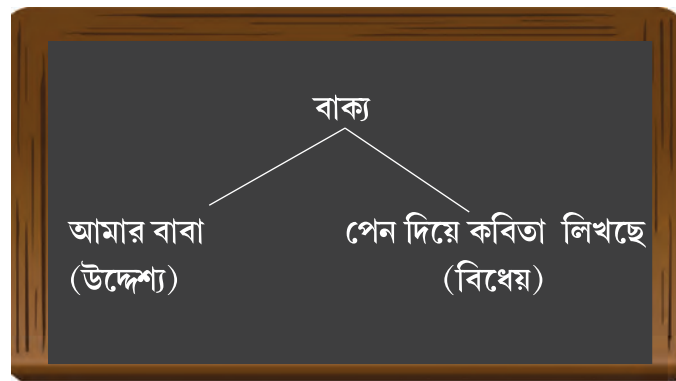 বাক্য
আমার বাবা পেন দিয়ে কবিতা লিখছে
(উদ্দেশ্য) (বিধেয়)